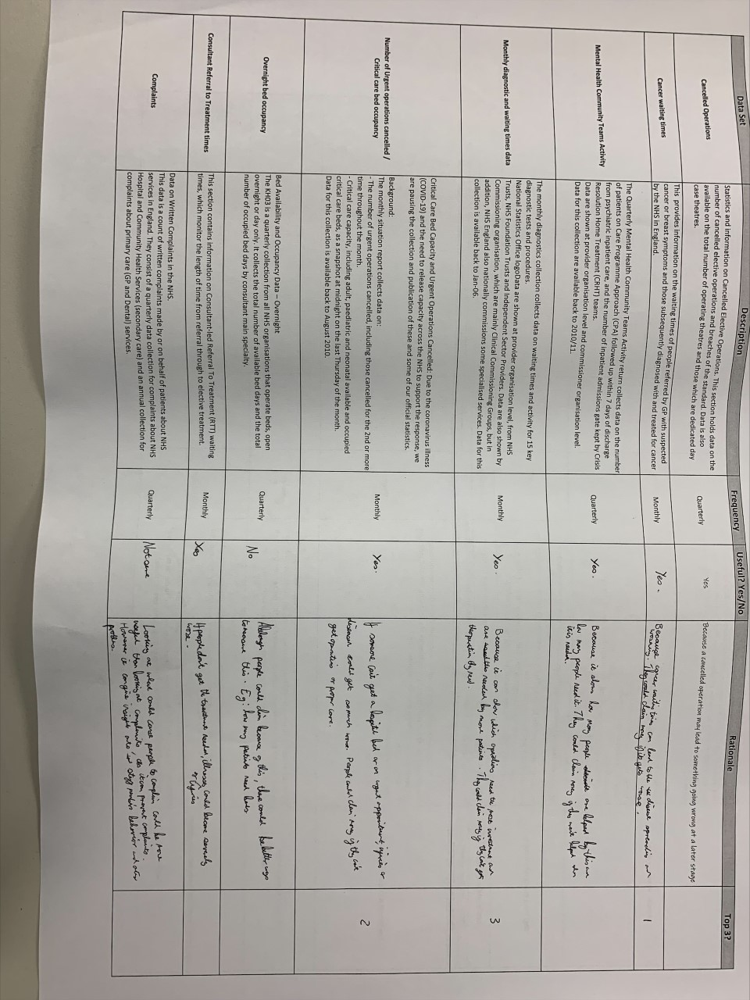 Data Set Description Frequency Useful? Yes/No Rationale Top 3?
Cancelled Operations
Statistics and information on Cancelled Elective Operations. This section holds data on the
number of cancelled elective operations and breaches of the standard. Data is also
available on the total number of operating theatres and those which are dedicated day
case theatres.
Quarterly
Yes
Because a cancelled operation may lead to something going wrong at a later stage
Cancer waiting times
This provides information on the waiting times of people referred by GP with suspected
cancer or breast symptoms and those subsequently diagnosed with and treated for cancer
by the NHS in England.
Monthly
Yes.
Because cancer waiting times can lead to the disease spreading or
They could claim money if it gets worse.
1
Mental Health Community Teams Activity
The Quarterly Mental Health Community Teams Activity return collects data on the number
of patients on Care Programme Approach (CPA) followed up within 7 days of discharge
from psychiatric inpatient care, and the number of inpatient admissions gate kept by Crisis
Resolution Home Treatment (CRHT) teams.
Data are shown at provider organisation level and commissioner organisation level.
Data for this collection are available back to 2010/11.
Quarterly
Yes.
Because it shows how many people are helped by this and
how many people need it. They could claim money if they aren't helped when
it is needed.
Monthly diagnostic and waiting times data
The monthly diagnostics collection collects data on waiting times and activity for 15 key
diagnostic tests and procedures.
National Statistics Office logoData are shown at provider organisation level, from NHS
Trusts, NHS Foundation Trusts and Independent Sector Providers. Data are also shown by
Commissioning organisation, which are mainly Clinical Commissioning Groups, but in
addition, NHS England also nationally commissions some specialised services. Data for this
collection is available back to Jan-06.
Monthly
Yes.
Because it can show which operations need the most investment and
are needed by more patients. They could claim money if they can't get
the operation they need.
3
Number of Urgent operations cancelled /
Critical care bed occupancy
Critical Care Bed Capacity and Urgent Operations Cancelled: Due to the coronavirus illness
(COVID-19) and the need to release capacity across the NHS to support the response, we
are pausing the collection and publication of these and some of our official statistics.
Background:
The monthly situation report collects data on:
- The number of urgent operations cancelled, including those cancelled for the 2nd or more
time throughout the month.
- Critical care capacity, including adult, paediatric and neonatal available and occupied
critical care beds, as a snapshot at midnight on the last Thursday of the month.
Data for this collection is available back to August 2010.
Monthly
Yes.
If someone can't get a hospital bed or an urgent appointment, injuries or
diseases could get so much worse. People could claim money if they can't
get operations or proper care.
2
Overnight bed occupancy
Bed Availability and Occupancy Data – Overnight
The KH03 is a quarterly collection from all NHS organisations that operate beds, open
overnight or day only. It collects the total number of available bed days and the total
number of occupied bed days by consultant main specialty.
Quarterly
No
Although people could claim because of this, there could be better ways
to measure this. Eg: how many patients need beds
Consultant Referral to Treatment times
This section contains information on Consultant-led Referral To Treatment (RTT) waiting
times, which monitor the length of time from referral through to elective treatment.
Monthly
Yes
If people don't get the treatment needed, illnesses or injuries could become severely
worse.
Complaints
Data on Written Complaints in the NHS.
This data is a count of written complaints made by or on behalf of patients about NHS
services in England. They consist of a quarterly data collection for complaints about NHS
Hospital and Community Health Services (secondary care) and an annual collection for
complaints about primary care (GP and Dental) services.
Quarterly
Not sure
Looking at what could cause people to complain could be more
useful than looking at complaints, as it can prevent complaints.
However it can give insight into staff behavior and other
problems.